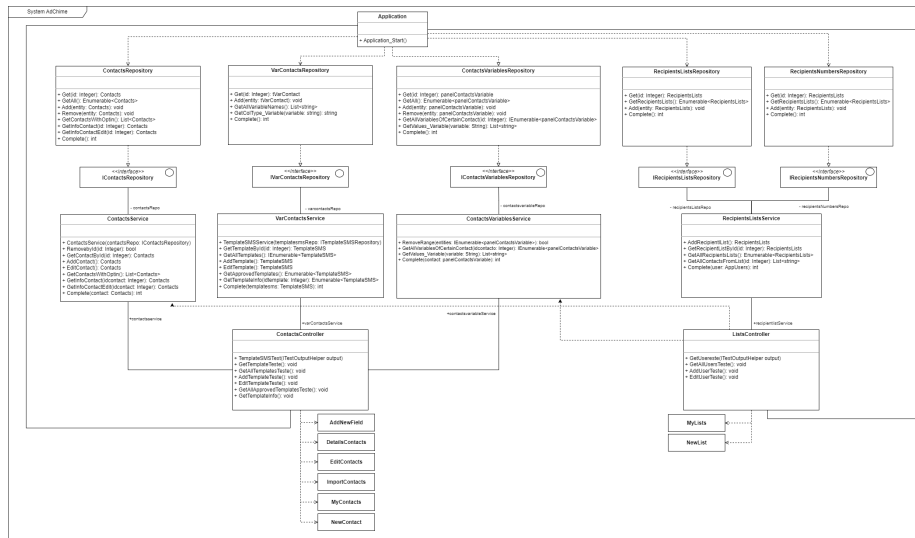 System AdChime
Application
+ Application_Start()
ContactsRepository
+ Get(id: Integer): Contacts
+ GetAll(): Enumerable<Contacts>
+ Add(entity: Contacts): void
+ Remove(entity: Contacts): void
+ GetContactsWithOptin(): List<Contacts>
+ GetInfoContact(id: Integer): Contacts
+ GetInfoContactEdit(id: Integer): Contacts
+ Complete(): int
VarContactsRepository
+ Get(id: Integer): fVarContact
+ Add(entity: fVarContact): void
+ GetAllVariableNames(): List<string>
+ GetColType_Variable(variable: string): string
+ Complete(): int
ContactsVariablesRepository
+ Get(id: Integer): panelContactsVariable
+ GetAll(): Enumerable<panelContactsVariable>
+ Add(entity: panelContactsVariable): void
+ Remove(entity: panelContactsVariable): void
+ GetAllVariablesOfCertainContact(id: integer): IEnumerable<panelContactsVariable>
+ GetValues_Variable(variable: String): List<string>
+ Complete(): int
RecipientsListsRepository
+ Get(id: Integer): RecipientsLists
+ GetRecipientsLists(): Enumerable<RecipientsLists>
+ Add(entity: RecipientsLists): void
+ Complete(): int
RecipientsNumbersRepository
+ Get(id: Integer): RecipientsLists
+ GetRecipientsLists(): Enumerable<RecipientsLists>
+ Add(entity: RecipientsLists): void
+ Complete(): int
<<Interface>>
IContactsRepository
<<Interface>>
IVarContactsRepository
<<Interface>>
IContactsVariablesRepository
<<Interface>>
IRecipientsListsRepository
<<Interface>>
IRecipientsNumbersRepository
-contactsRepo
-varcontactsRepo
-contactsvariableRepo
-recipientsListsRepo
-recipientsNumbersRepo
ContactsService
+ ContactsService(contactsRepo: IContactsRepository)
+ Removebyid(id: Integer): bool
+ GetContactById(id: Integer): Contacts
+ AddContact(): Contacts
+ EditContact(): Contacts
+ GetContactsWithOptin(): List<Contacts>
+ GetInfoContact(idcontact: Integer): Contacts
+ GetInfoContactEdit(idcontact: Integer): Contacts
+ Complete(contact: Contacts): int
VarContactsService
+ TemplateSMSService(templatesmsRepo: ITemplateSMSRepository)
+ GetTemplateById(id: Integer): TemplateSMS
+ GetAllTemplates(): IEnumerable<TemplateSMS>
+ AddTemplate(): TemplateSMS
+ EditTemplate(): TemplateSMS
+ GetApprovedTemplates(): Enumerable<TemplateSMS>
+ GetTemplateInfo(idtemplate: Integer): Enumerable<TemplateSMS>
+ Complete(templatesms: TemplateSMS): int
ContactsVariablesService
+ RemoveRange(entities: IEnumerable<panelContactsVariable>): bool
+ GetAllVariablesOfCertainContact(idcontacto: integer): IEnumerable<panelContactsVariable>
+ GetValues_Variable(variable: String): List<string>
+ Complete(contact: panelContactsVariable): int
RecipientsListsService
+ AddRecipientList(): RecipientsLists
+ GetRecipientListById(id: Integer): RecipientsLists
+ GetAllRecipientsLists(): Enumerable<RecipientsLists>
+ GetAllContactsFromList(id: Integer): List<string>
+ Complete(user: AppUsers): int
+contactsservice
+varContactsService
+contactsvariableService
+recipienlistService
ContactsController
+ TemplateSMSTest(ITestOutputHelper output)
+ GetTemplateTeste(): void
+ GetAllTemplatesTeste(): void
+ AddTemplateTeste(): void
+ EditTemplateTeste(): void
+ GetAllApprovedTemplatesTeste(): void
+ GetTemplateInfo(): void
ListsController
+ GetUsereste(ITestOutputHelper output)
+ GetAllUsersTeste(): void
+ AddUserTeste(): void
+ EditUserTeste(): void
AddNewField
DetailsContacts
EditContacts
ImportContacts
MyContacts
NewContact
MyLists
NewList